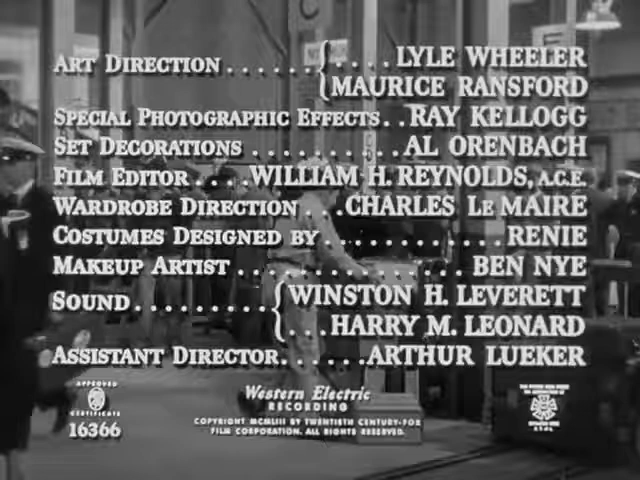 ART DIRECTION . . . . . . { . . . . LYLE WHEELER
MAURICE RANSFORD
SPECIAL PHOTOGRAPHIC EFFECTS . . RAY KELLOGG
SET DECORATIONS . . . . . . . . . . AL ORENBACH
FILM EDITOR . . . . WILLIAM H. REYNOLDS, A.C.E.
WARDROBE DIRECTION . . . CHARLES LE MAIRE
COSTUMES DESIGNED BY . . . . . . . . . . . RENIE
MAKEUP ARTIST . . . . . . . . . . . . . . BEN NYE
SOUND . . . . . . . . . { WINSTON H. LEVERETT
. . . HARRY M. LEONARD
ASSISTANT DIRECTOR . . . . . . ARTHUR LUEKER
APPROVED
CERTIFICATE
16366
Western Electric
RECORDING
COPYRIGHT MCMLIII BY TWENTIETH CENTURY-FOX
FILM CORPORATION. ALL RIGHTS RESERVED.